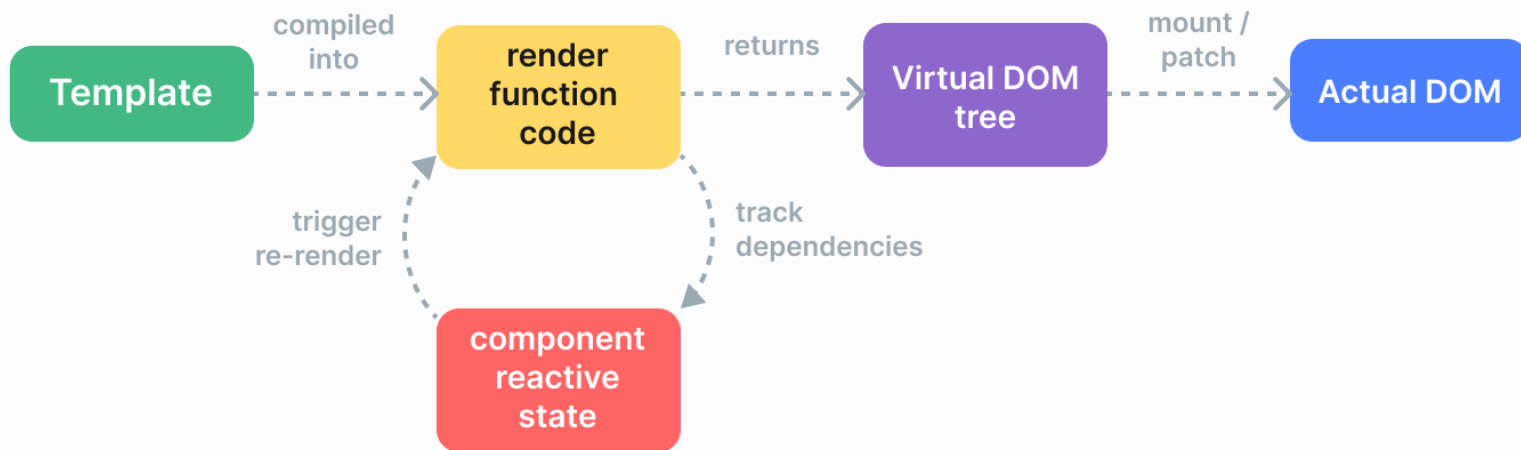 compiled
into
mount /
patch
returns
Template
render
function
code
Virtual DOM
tree
Actual DOM
trigger
re-render
track
dependencies
component
reactive
state